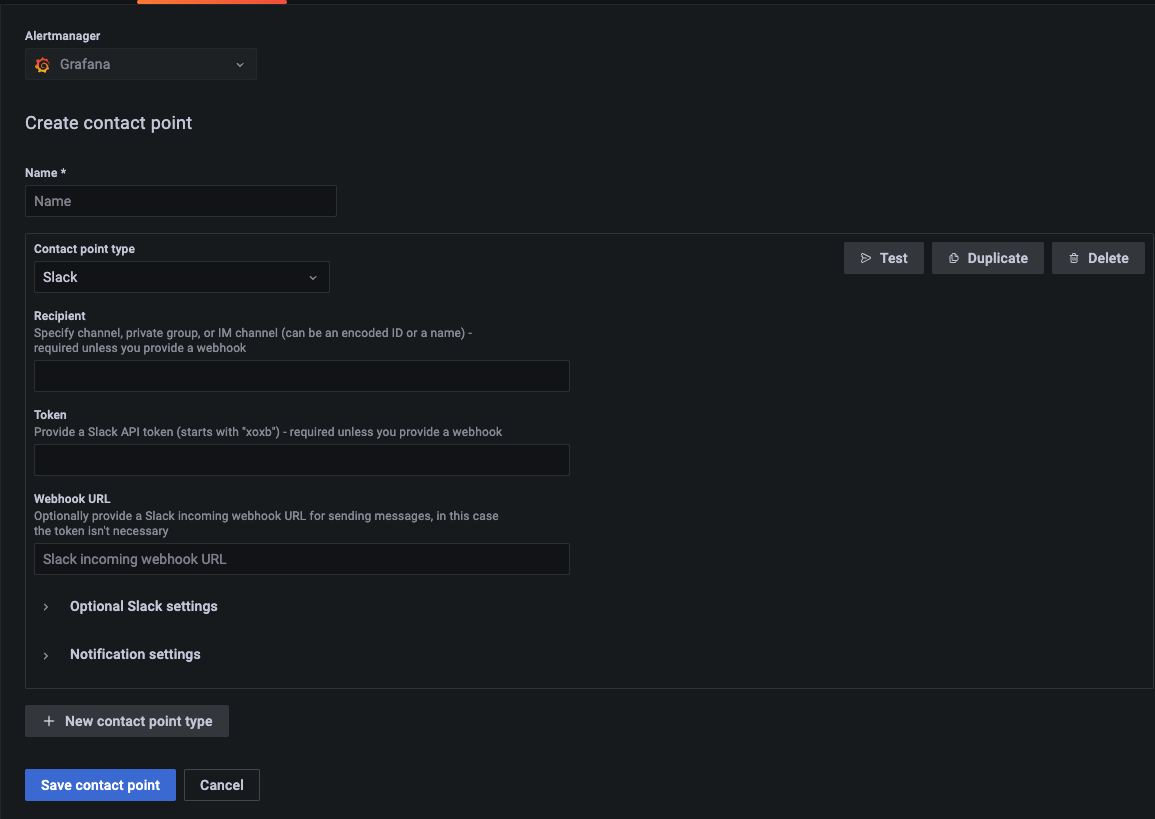 Alertmanager
Grafana
Create contact point
Name *
Name
Contact point type
Slack
Test
Duplicate
Delete
Recipient
Specify channel, private group, or IM channel (can be an encoded ID or a name) -
required unless you provide a webhook
Token
Provide a Slack API token (starts with "xoxb") - required unless you provide a webhook
Webhook URL
Optionally provide a Slack incoming webhook URL for sending messages, in this case
the token isn't necessary
Slack incoming webhook URL
Optional Slack settings
Notification settings
+ New contact point type
Save contact point
Cancel